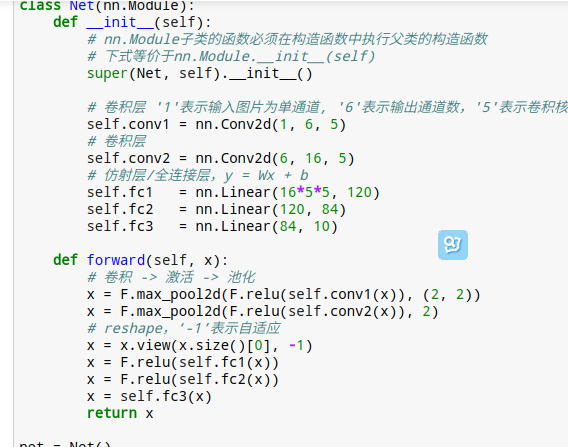 class Net(nn.Module):
    def __init__(self):
        # nn.Module子类的函数必须在构造函数中执行父类的构造函数
        # 下式等价于nn.Module.__init__(self)
        super(Net, self).__init__()

        # 卷积层 '1'表示输入图片为单通道, '6'表示输出通道数，'5'表示卷积核
        self.conv1 = nn.Conv2d(1, 6, 5)
        # 卷积层
        self.conv2 = nn.Conv2d(6, 16, 5)
        # 仿射层/全连接层，y = Wx + b
        self.fc1   = nn.Linear(16*5*5, 120)
        self.fc2   = nn.Linear(120, 84)
        self.fc3   = nn.Linear(84, 10)

    def forward(self, x):
        # 卷积 -> 激活 -> 池化
        x = F.max_pool2d(F.relu(self.conv1(x)), (2, 2))
        x = F.max_pool2d(F.relu(self.conv2(x)), 2)
        # reshape，'-1'表示自适应
        x = x.view(x.size()[0], -1)
        x = F.relu(self.fc1(x))
        x = F.relu(self.fc2(x))
        x = self.fc3(x)
        return x

net = Net()